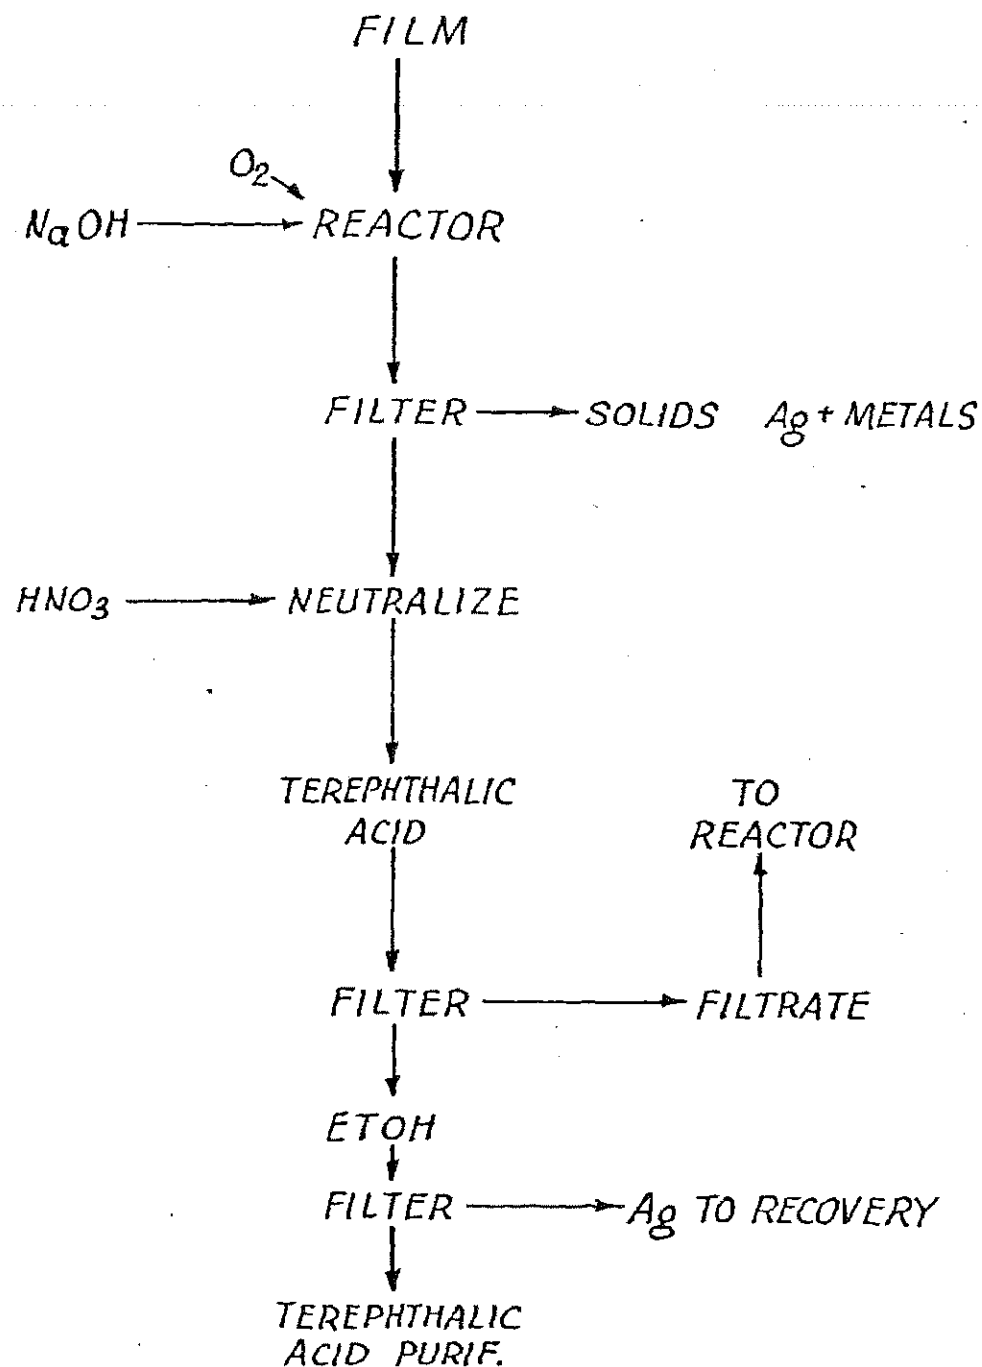 FILM
O2
NaOH REACTOR
FILTER SOLIDS Ag + METALS
HNO3 NEUTRALIZE
TEREPHTHALIC
ACID
TO
REACTOR
FILTER FILTRATE
ETOH
FILTER Ag TO RECOVERY
TEREPHTHALIC
ACID PURIF.